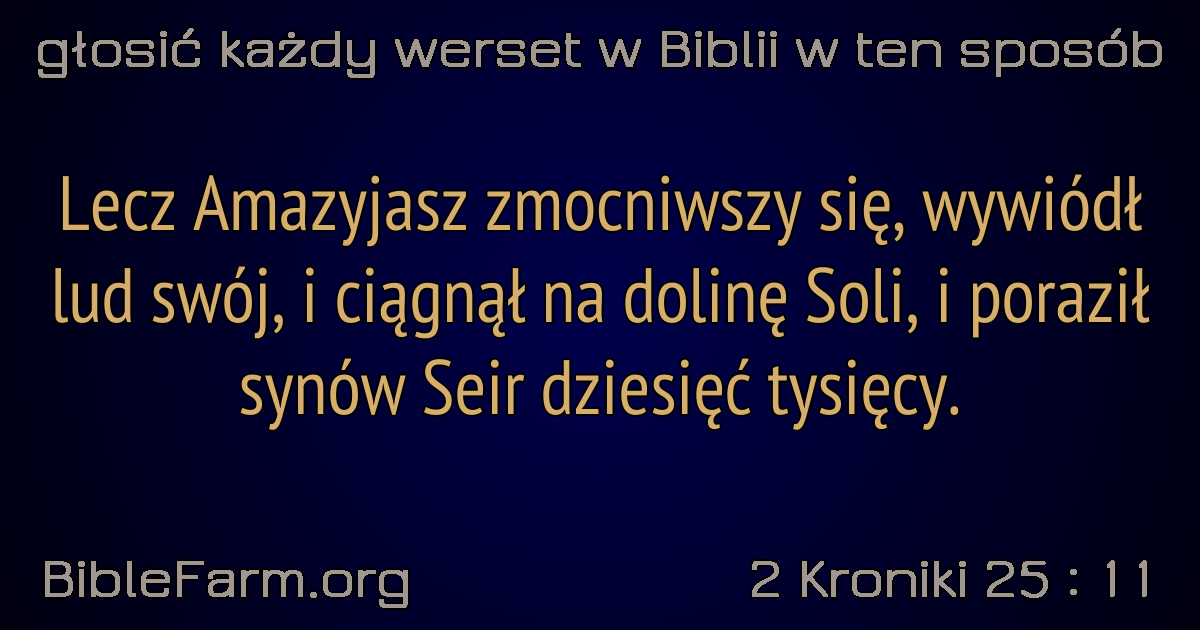 głosić każdy werset w Biblii w ten sposób
Lecz Amazyjasz zmocniwszy się, wywiódł
lud swój, i ciągnął na dolinę Soli, i poraził
synów Seir dziesięć tysięcy.
BibleFarm.org
2 Kroniki 25 : 11